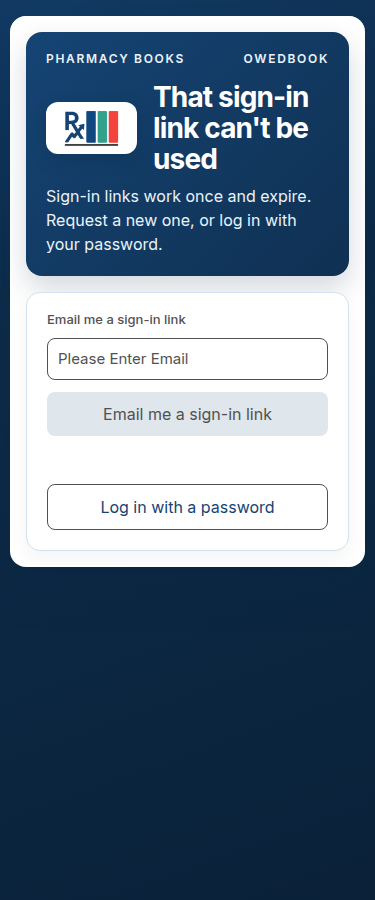 PHARMACY BOOKS
OWEDBOOK
That sign-in
link can't be
used
Sign-in links work once and expire.
Request a new one, or log in with
your password.
Email me a sign-in link
Please Enter Email
Email me a sign-in link
Log in with a password